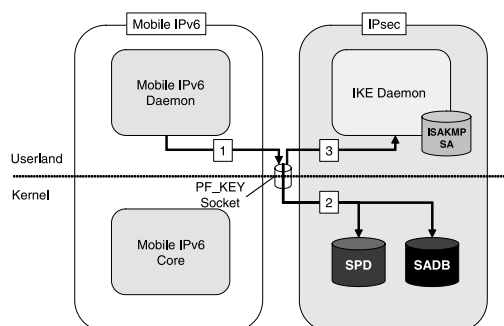 Mobile IPv6
IPsec
Mobile IPv6
Daemon
IKE Daemon
ISAKMP
SA
1
3
Userland
Kernel
PF_KEY
Socket
2
Mobile IPv6
Core
SPD
SADB